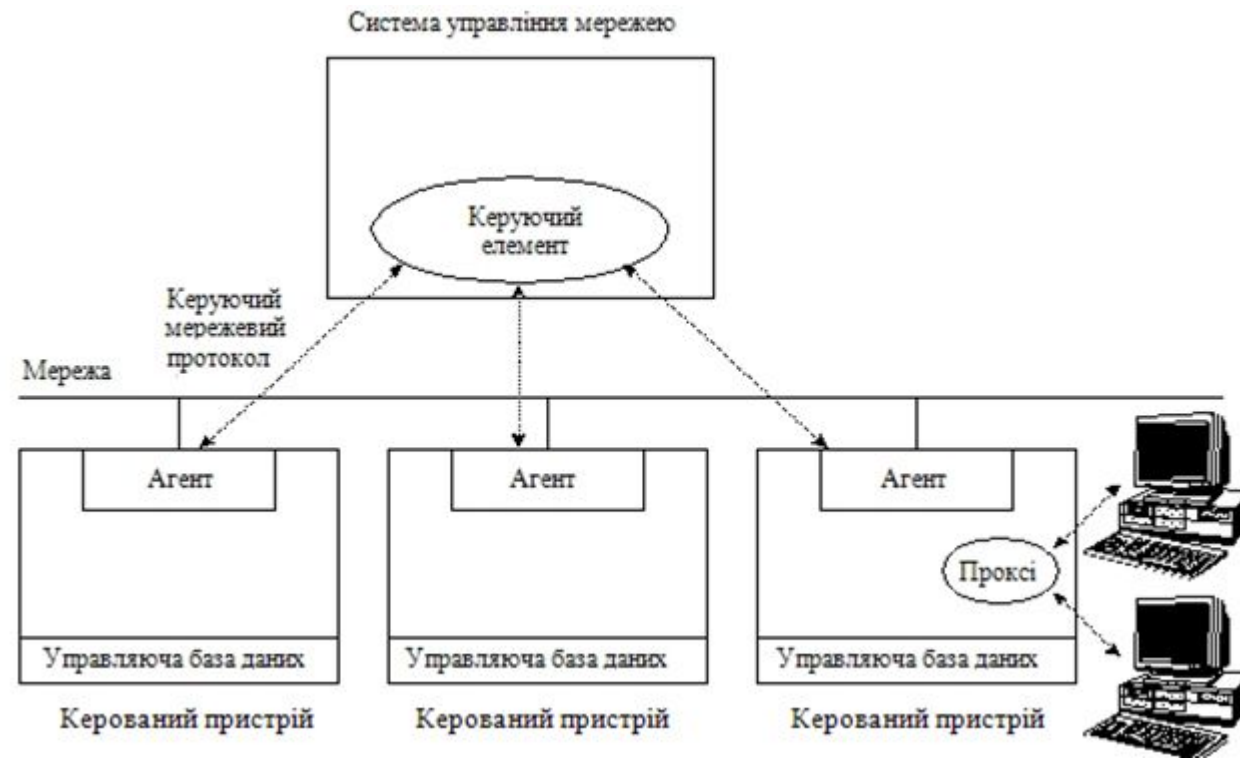 Система управління мережею
Керуючий
елемент
Керуючий
мережевий
протокол
Мережа
Агент
Агент
Агент
Проксі
Управляюча база даних
Управляюча база даних
Управляюча база даних
Керований пристрій
Керований пристрій
Керований пристрій